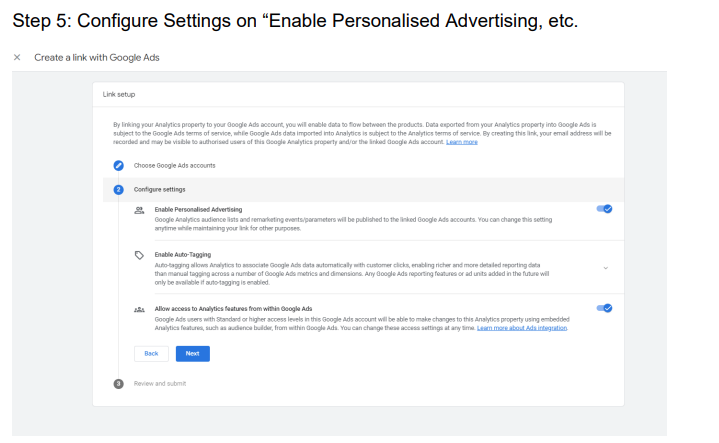 Step 5: Configure Settings on “Enable Personalised Advertising, etc.
× Create a link with Google Ads
Link setup
By linking your Analytics property to your Google Ads account, you will enable data to flow between the products. Data exported from your Analytics property into Google Ads is
subject to the Google Ads terms of service, while Google Ads data imported into Analytics is subject to the Analytics terms of service. By creating this link, your email address will be
recorded and may be visible to authorised users of this Google Analytics property and/or the linked Google Ads account. Learn more
Choose Google Ads accounts
2 Configure settings
Enable Personalised Advertising
Google Analytics audience lists and remarketing events/parameters will be published to the linked Google Ads accounts. You can change this setting
anytime while maintaining your link for other purposes.
Enable Auto-Tagging
Auto-tagging allows Analytics to associate Google Ads data automatically with customer clicks, enabling richer and more detailed reporting data
than manual tagging across a number of Google Ads metrics and dimensions. Any Google Ads reporting features or ad units added in the future will
only be available if auto-tagging is enabled.
Allow access to Analytics features from within Google Ads
Google Ads users with Standard or higher access levels in this Google Ads account will be able to make changes to this Analytics property using embedded
Analytics features, such as audience builder, from within Google Ads. You can change these access settings at any time. Learn more about Ads integration.
Back Next
3 Review and submit